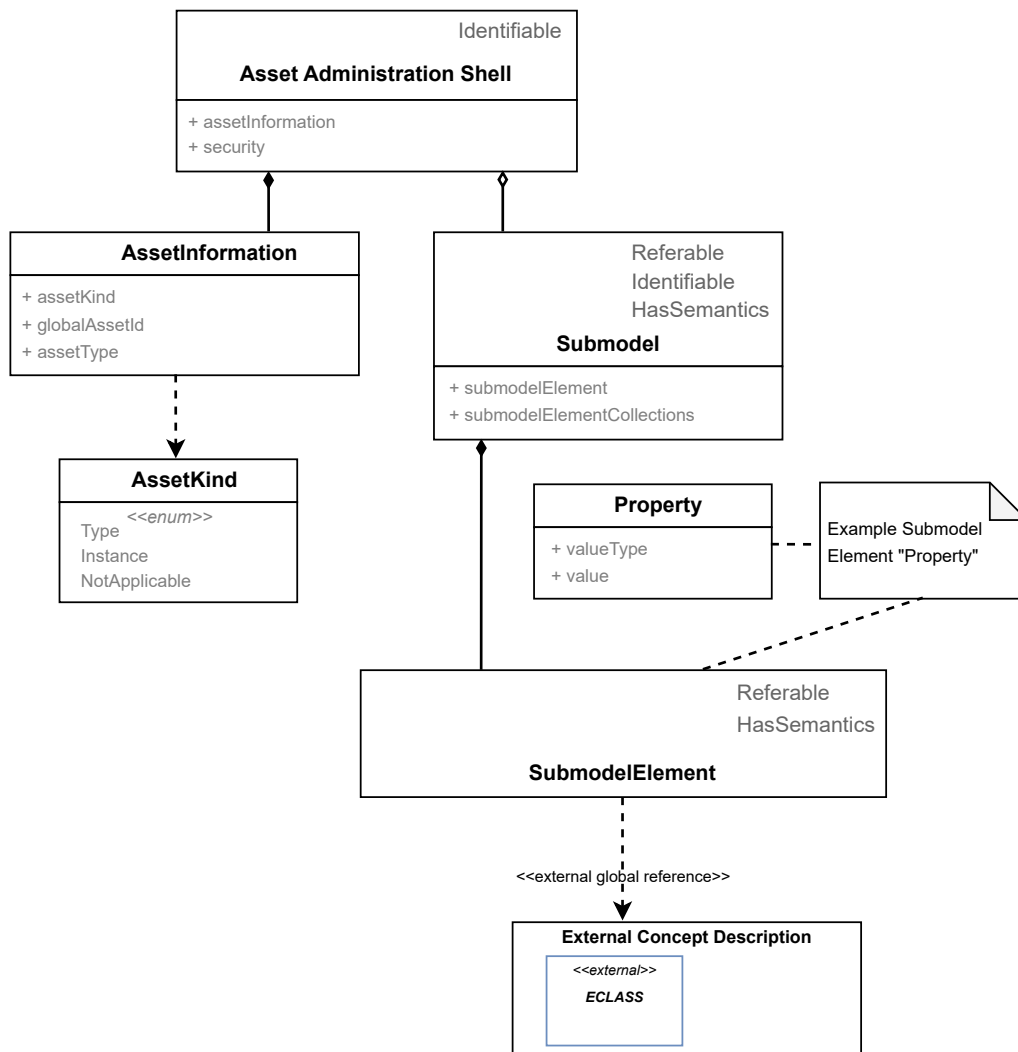 Identifiable
Asset Administration Shell
+ assetInformation
+ security
AssetInformation
+ assetKind
+ globalAssetId
+ assetType
Referable
Identifiable
HasSemantics
Submodel
+ submodelElement
+ submodelElementCollections
AssetKind
<<enum>>
Type
Instance
NotApplicable
Property
+ valueType
+ value
Example Submodel
Element "Property"
Referable
HasSemantics
SubmodelElement
<<external global reference>>
External Concept Description
<<external>>
ECLASS